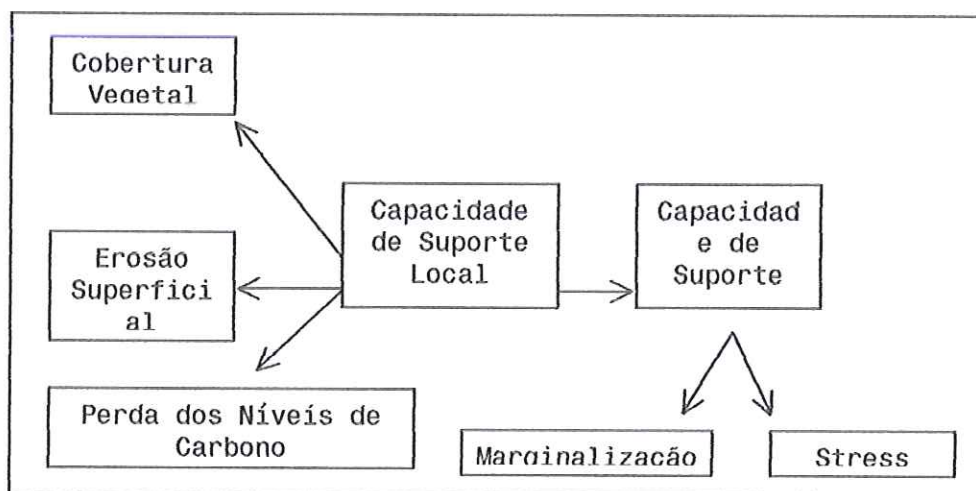 Cobertura
Vegetal
Capacidade
de Suporte
Local
Capacidad
e de
Suporte
Erosão
Superfici
al
Perda dos Níveis de
Carbono
Marginalização
Stress